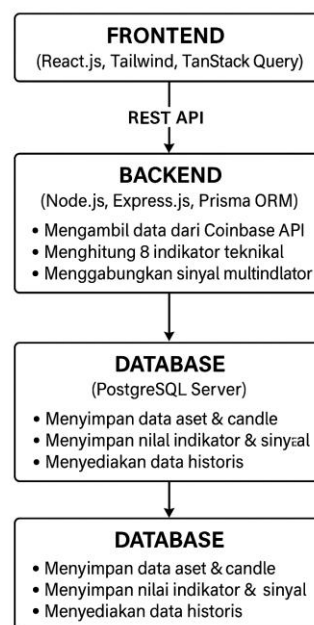 FRONTEND
(React.js, Tailwind, TanStack Query)
REST API
BACKEND
(Node.js, Express.js, Prisma ORM)
• Mengambil data dari Coinbase API
• Menghitung 8 indikator teknikal
• Menggabungkan sinyal multindlator
DATABASE
(PostgreSQL Server)
• Menyimpan data aset & candle
• Menyimpan nilal indikator &
• Menyediakan data historis
DATABASE
• Menyimpan data aset & candle
• Menyimpan nilai indikator & sinyal
• Menyediakan data historis